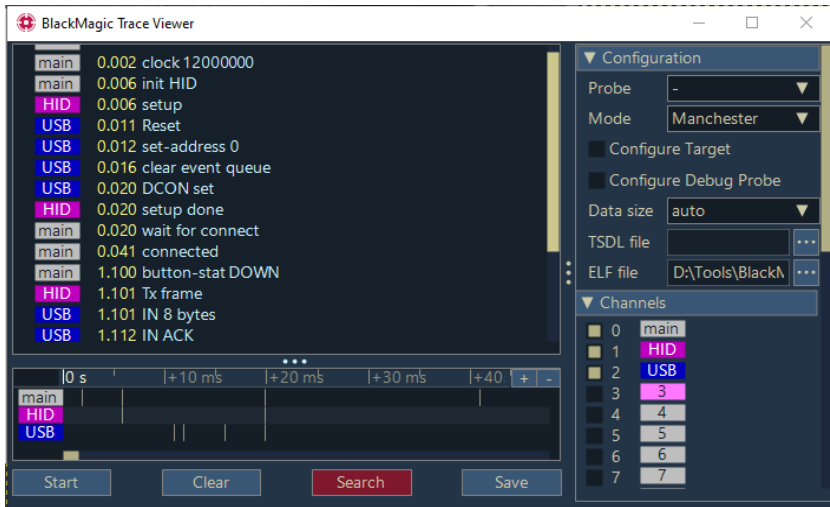 BlackMagic Trace Viewer
main 0.002 clock 12000000
main 0.006 init HID
HID 0.006 setup
USB 0.011 Reset
USB 0.012 set-address 0
USB 0.016 clear event queue
USB 0.020 DCON set
HID 0.020 setup done
main 0.020 wait for connect
main 0.041 connected
main 1.100 button-stat DOWN
HID 1.101 Tx frame
USB 1.101 IN 8 bytes
USB 1.112 IN ACK
0 s +10 ms +20 ms +30 ms +40 + -
main
HID
USB
Start Clear Search Save
Configuration
Probe -
Mode Manchester
Configure Target
Configure Debug Probe
Data size auto
TSDL file ...
ELF file D:\Tools\Black ...
Channels
0 main
1 HID
2 USB
3 3
4 4
5 5
6 6
7 7